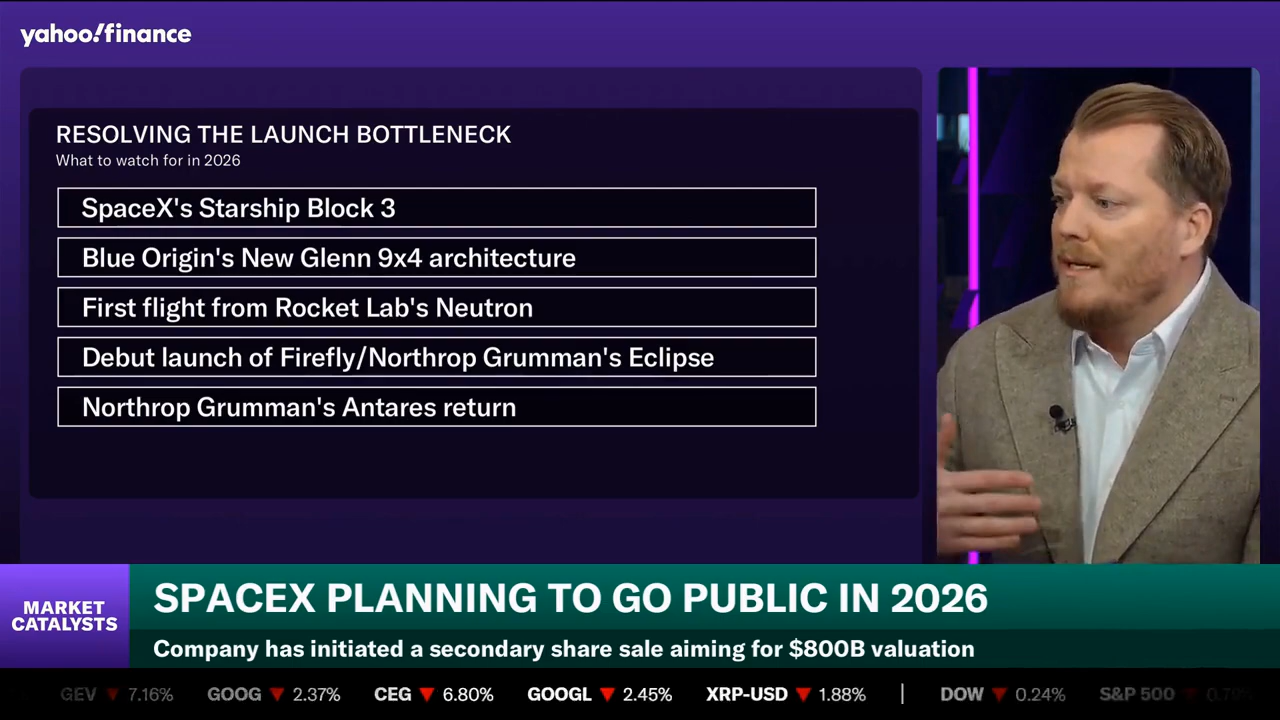 yahoo!finance
RESOLVING THE LAUNCH BOTTLENECK
What to watch for in 2026
SpaceX's Starship Block 3
Blue Origin's New Glenn 9x4 architecture
First flight from Rocket Lab's Neutron
Debut launch of Firefly/Northrop Grumman's Eclipse
Northrop Grumman's Antares return
MARKET
CATALYSTS
SPACEX PLANNING TO GO PUBLIC IN 2026
Company has initiated a secondary share sale aiming for $800B valuation
GEV ▼ 7.16% GOOG ▼ 2.37% CEG ▼ 6.80% GOOGL ▼ 2.45% XRP-USD ▼ 1.88% | DOW ▼ 0.24% S&P 500 ▼